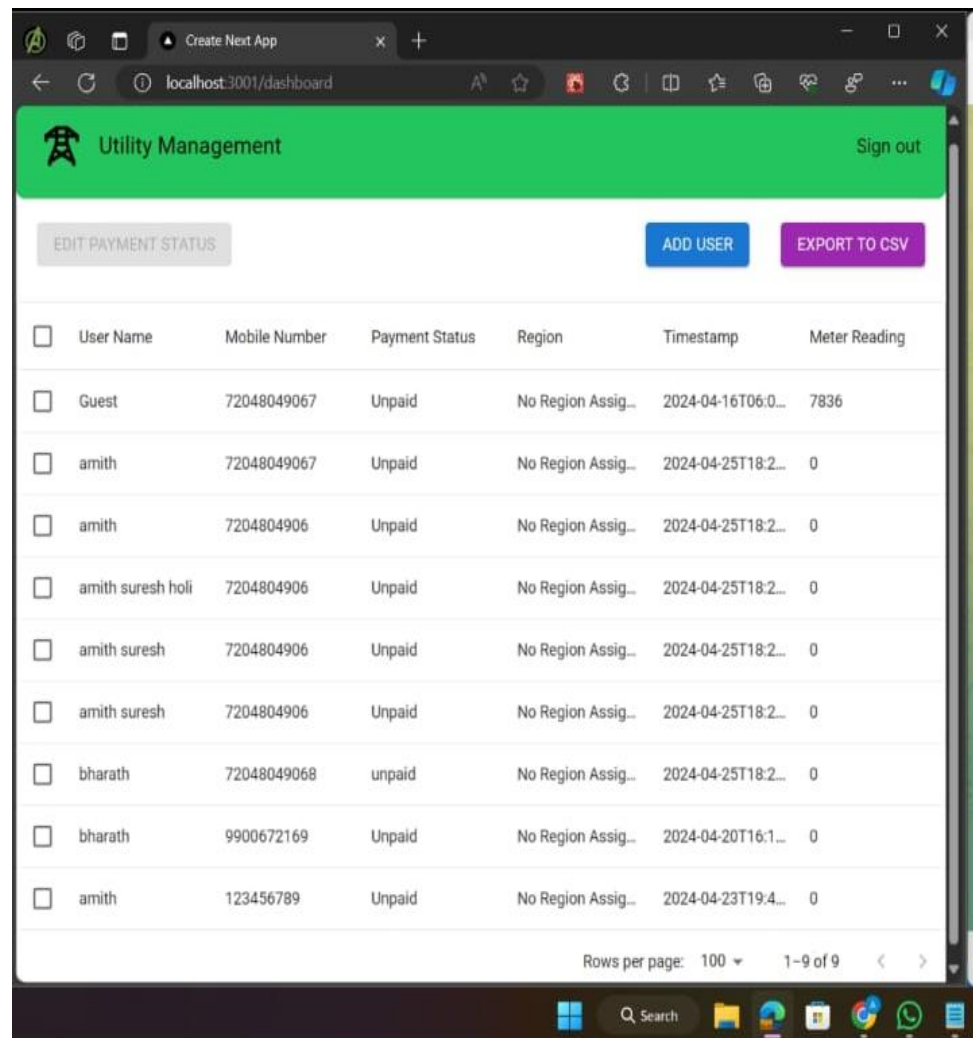 Create Next App
localhost:3001/dashboard
Utility Management Sign out
EDIT PAYMENT STATUS ADD USER EXPORT TO CSV
User Name Mobile Number Payment Status Region Timestamp Meter Reading
Guest 72048049067 Unpaid No Region Assig... 2024-04-16T06:0... 7836
amith 72048049067 Unpaid No Region Assig... 2024-04-25T18:2... 0
amith 7204804906 Unpaid No Region Assig... 2024-04-25T18:2... 0
amith suresh holi 7204804906 Unpaid No Region Assig... 2024-04-25T18:2... 0
amith suresh 7204804906 Unpaid No Region Assig... 2024-04-25T18:2... 0
amith suresh 7204804906 Unpaid No Region Assig... 2024-04-25T18:2... 0
bharath 72048049068 unpaid No Region Assig... 2024-04-25T18:2... 0
bharath 9900672169 Unpaid No Region Assig... 2024-04-20T16:1... 0
amith 123456789 Unpaid No Region Assig... 2024-04-23T19:4... 0
Rows per page: 100 1–9 of 9
Search